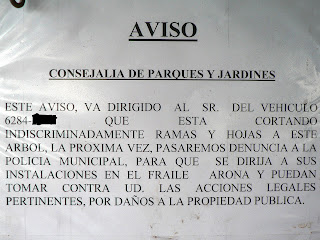 AVISO
CONSEJALIA DE PARQUES Y JARDINES
ESTE AVISO, VA DIRIGIDO AL SR. DEL VEHICULO
6284- QUE ESTA CORTANDO
INDISCRIMINADAMENTE RAMAS Y HOJAS A ESTE
ARBOL, LA PROXIMA VEZ, PASAREMOS DENUNCIA A LA
POLICIA MUNICIPAL, PARA QUE SE DIRIJA A SUS
INSTALACIONES EN EL FRAILE ARONA Y PUEDAN
TOMAR CONTRA UD. LAS ACCIONES LEGALES
PERTINENTES, POR DAÑOS A LA PROPIEDAD PUBLICA.